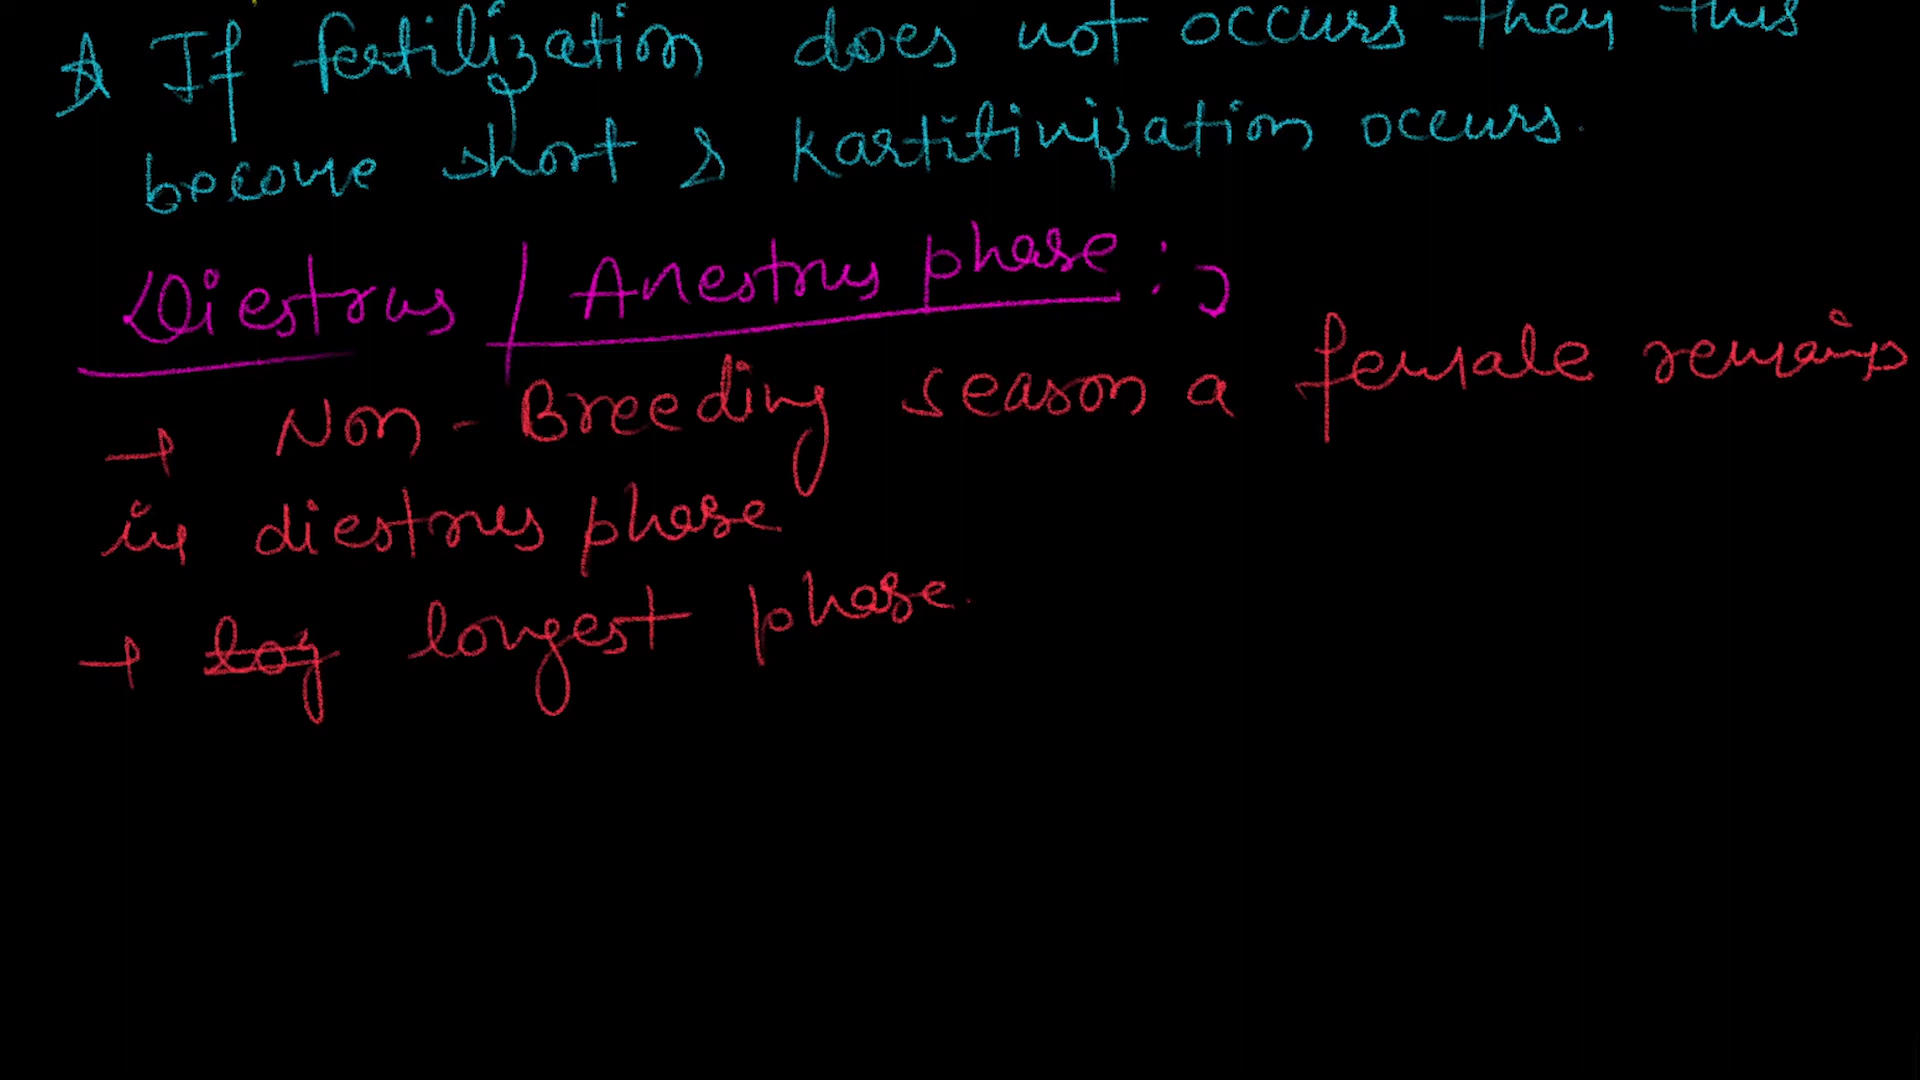 ☆ If fertilization does not occurs they this
become short & Kartitinization occurs.
Diestrus / Anestrus phase :
→ Non-Breeding season a female remains
in diestrus phase
→ longest phase.